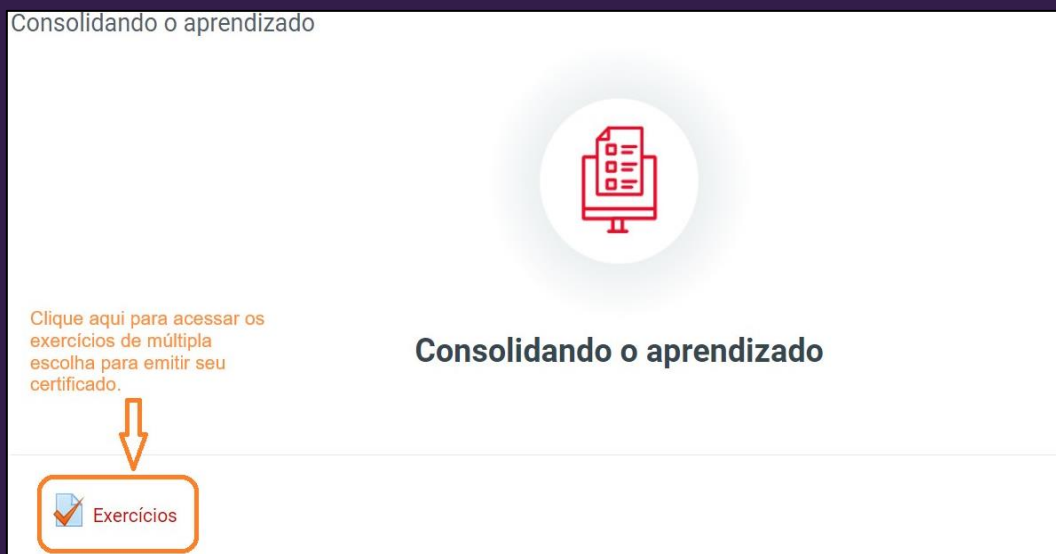 Consolidando o aprendizado
Consolidando o aprendizado
Clique aqui para acessar os
exercícios de múltipla
escolha para emitir seu
certificado.
Exercícios